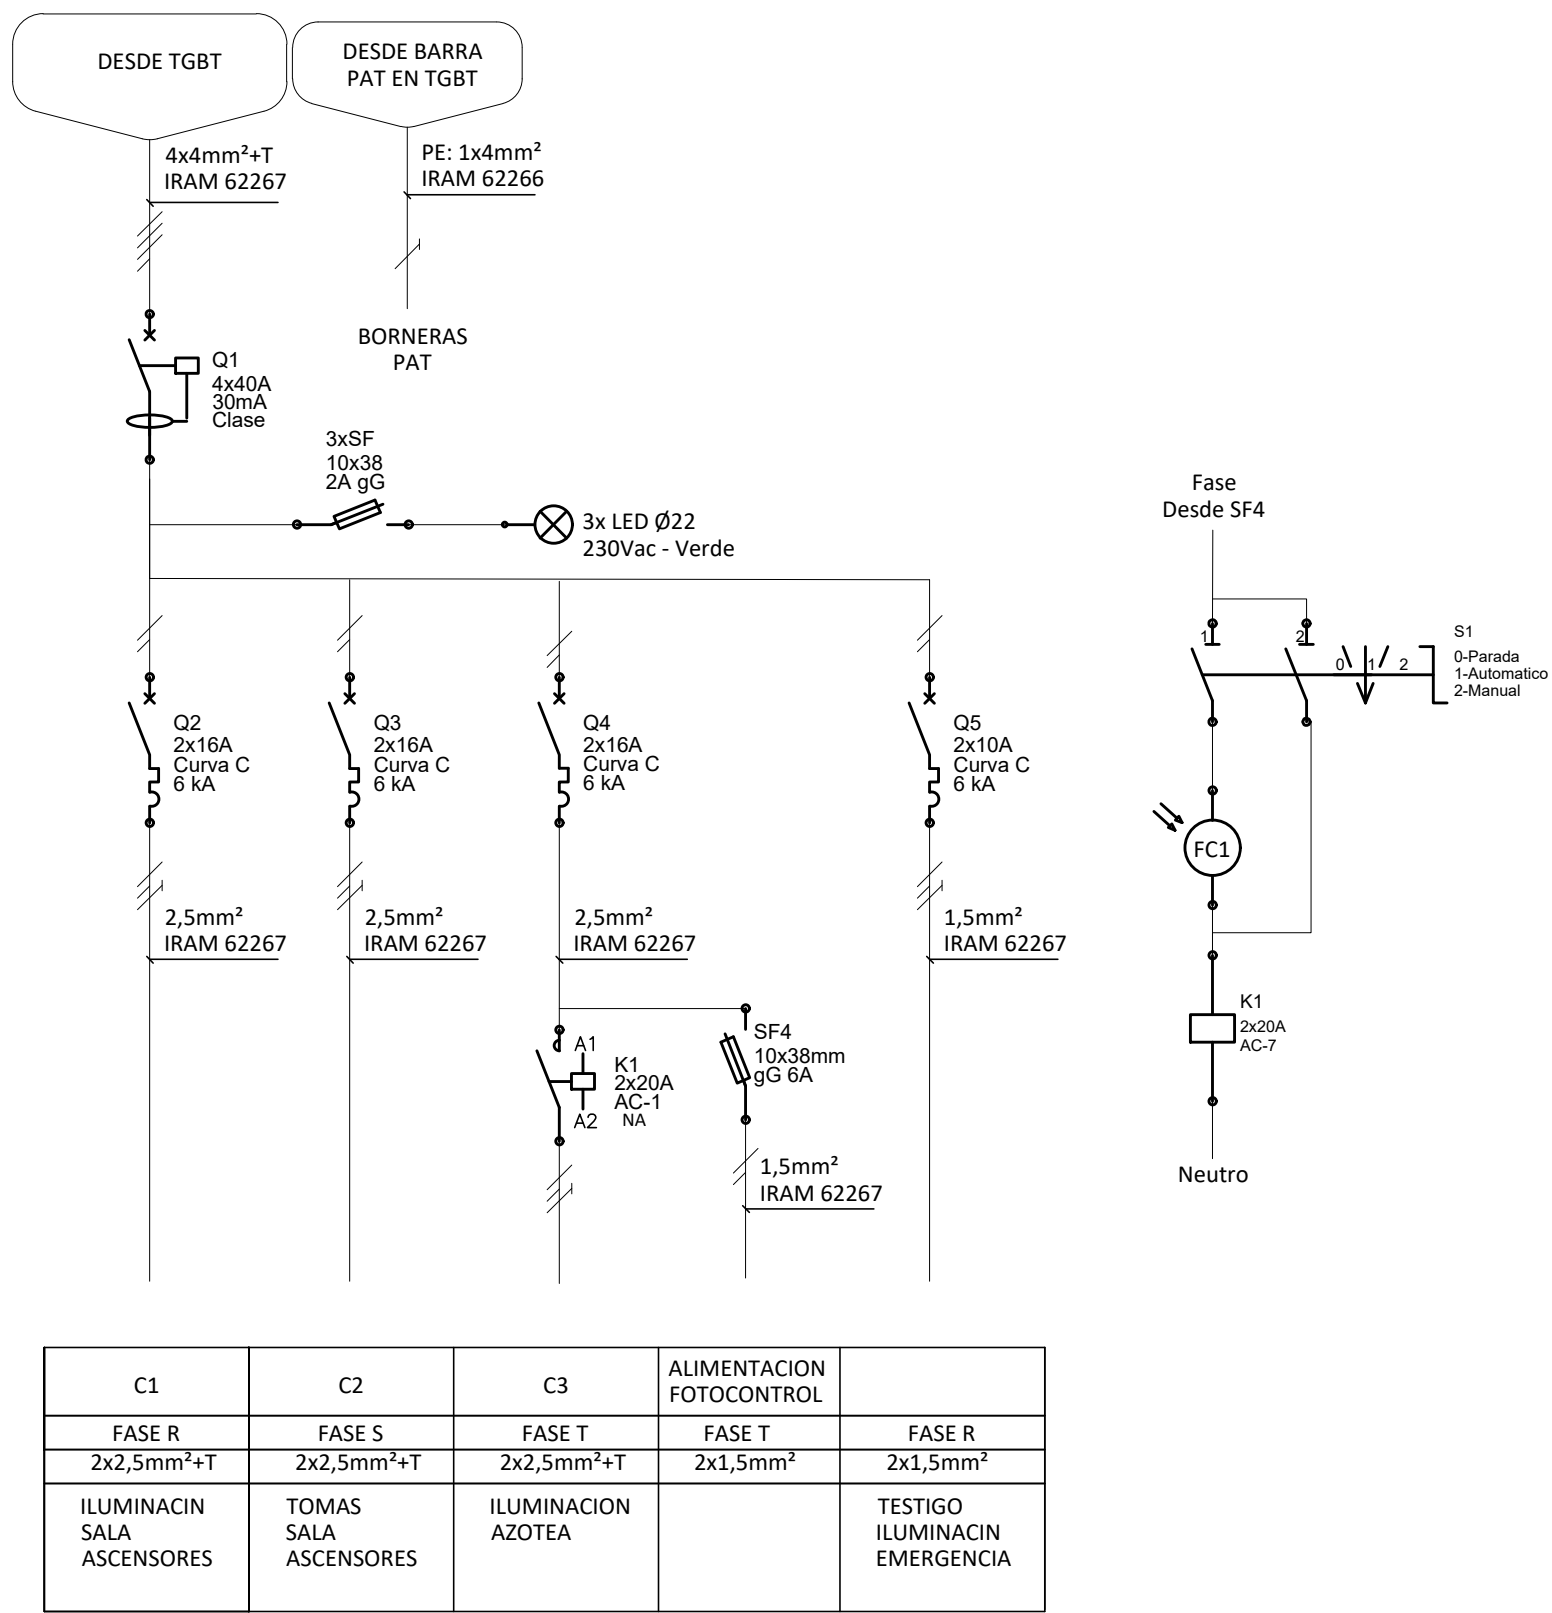 DESDE TGBT
DESDE BARRA
PAT EN TGBT
4x4mm²+T
IRAM 62267
PE: 1x4mm²
IRAM 62266
BORNERAS
PAT
Q1
4x40A
30mA
Clase
3xSF
10x38
2A gG
3x LED Ø22
230Vac - Verde
Q2
2x16A
Curva C
6 kA
Q3
2x16A
Curva C
6 kA
Q4
2x16A
Curva C
6 kA
Q5
2x10A
Curva C
6 kA
2,5mm²
IRAM 62267
2,5mm²
IRAM 62267
2,5mm²
IRAM 62267
1,5mm²
IRAM 62267
A1
A2
K1
2x20A
AC-1
NA
SF4
10x38mm
gG 6A
1,5mm²
IRAM 62267
Fase
Desde SF4
1
2
0 1 2
S1
0-Parada
1-Automatico
2-Manual
FC1
K1
2x20A
AC-7
Neutro
C1
C2
C3
ALIMENTACION
FOTOCONTROL
FASE R
FASE S
FASE T
FASE T
FASE R
2x2,5mm²+T
2x2,5mm²+T
2x2,5mm²+T
2x1,5mm²
2x1,5mm²
ILUMINACIN
SALA
ASCENSORES
TOMAS
SALA
ASCENSORES
ILUMINACION
AZOTEA
TESTIGO
ILUMINACIN
EMERGENCIA